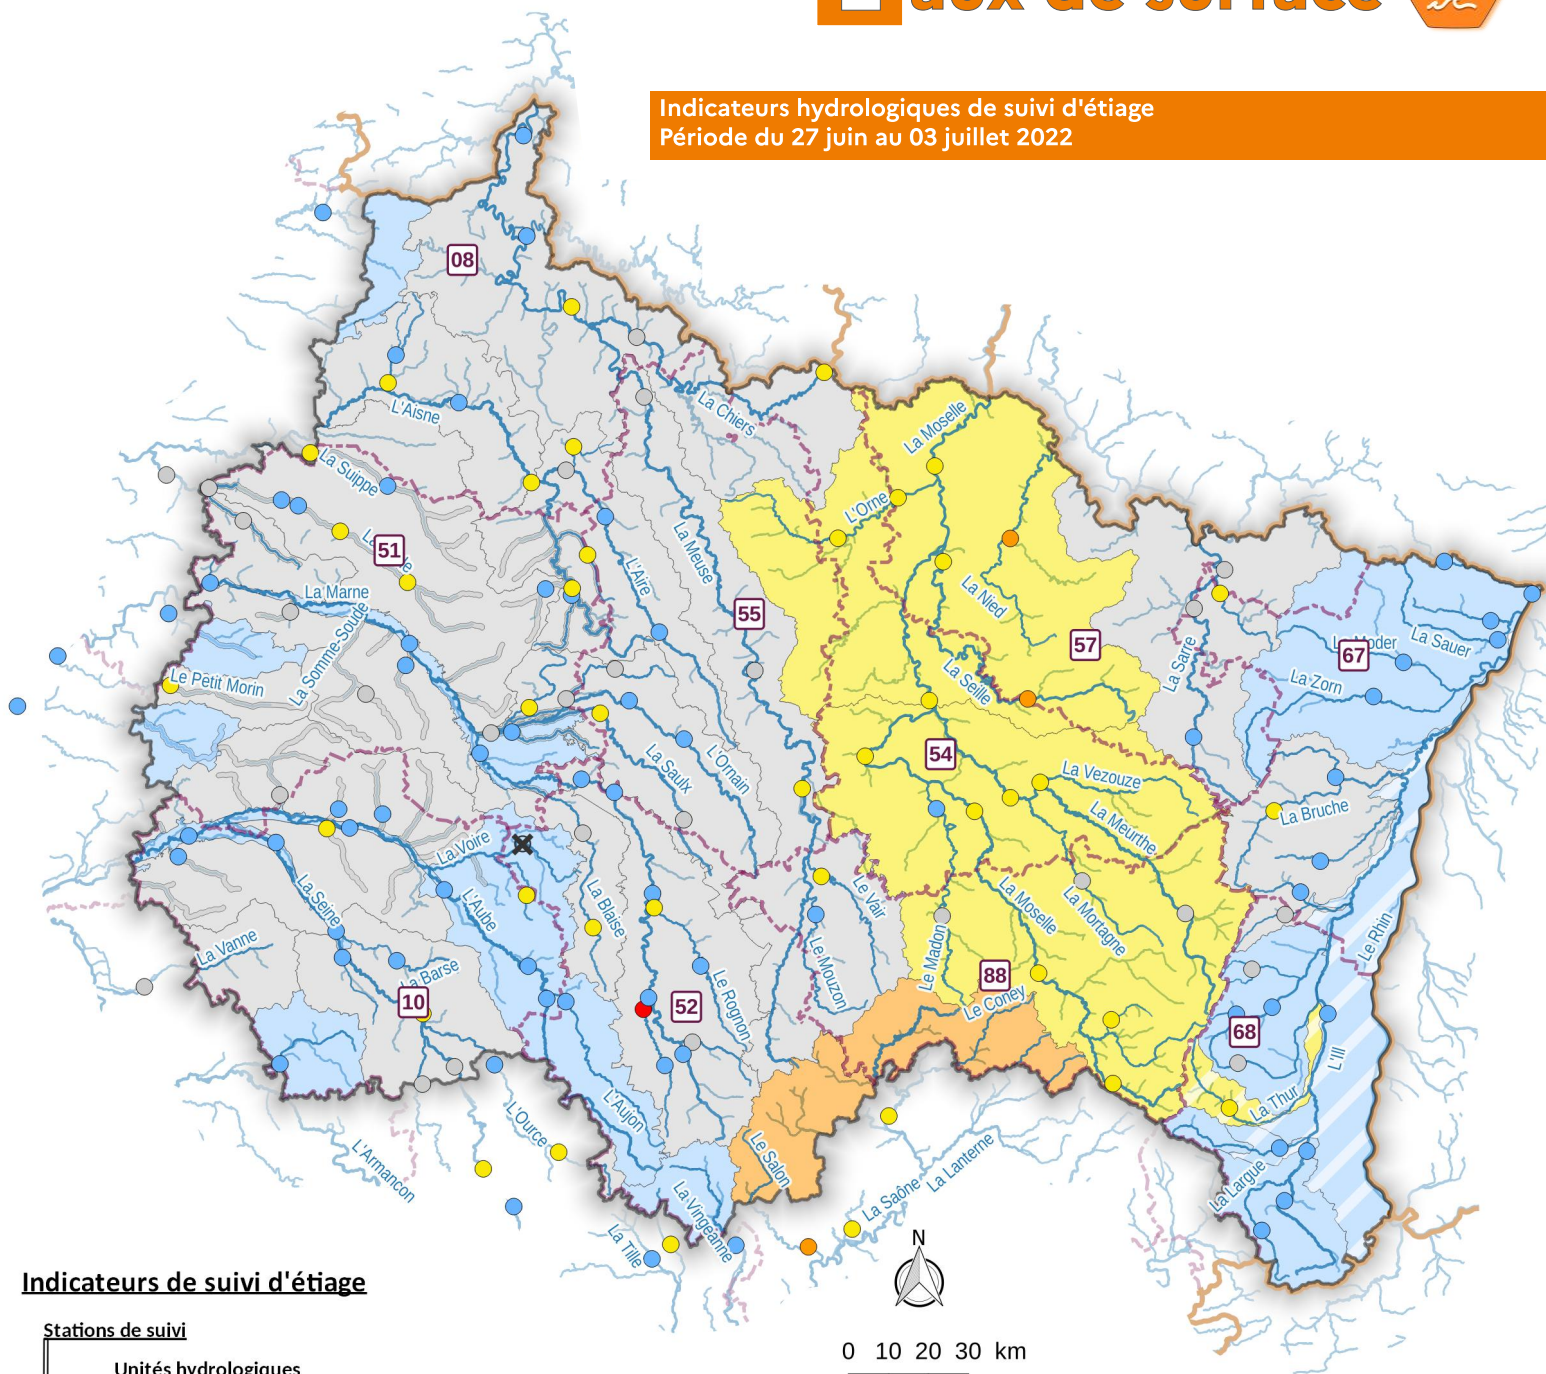 aux de surface
Indicateurs hydrologiques de suivi d'étiage
Période du 27 juin au 03 juillet 2022
08
La Chiers
L'Aisne
La Moselle
La Suippe
L'Orne
51
La Meuse
L'Aire
La Marne
La Nied
55
57
La Somme-Soude
67
La Sauer
La Sarre
Le Petit Morin
La Zorn
La Seille
54
La Saulx
L'Ornain
La Vezouze
La Meurthe
La Bruche
La Voire
La Seine
L'Aube
La Blaise
Le Vair
La Moselle
La Mortagne
La Vanne
Le Rhin
La Barse
10
52
Le Rognon
Le Mouzon
Le Madon
88
Le Coney
68
L'Ill
La Thur
L'Aujon
L'Ource
L'Armancon
Le Salon
La Lanterne
La Saône
La Largue
La Vingeanne
La Tille
N
Indicateurs de suivi d'étiage
Stations de suivi
Unités hydrologiques
0 10 20 30 km